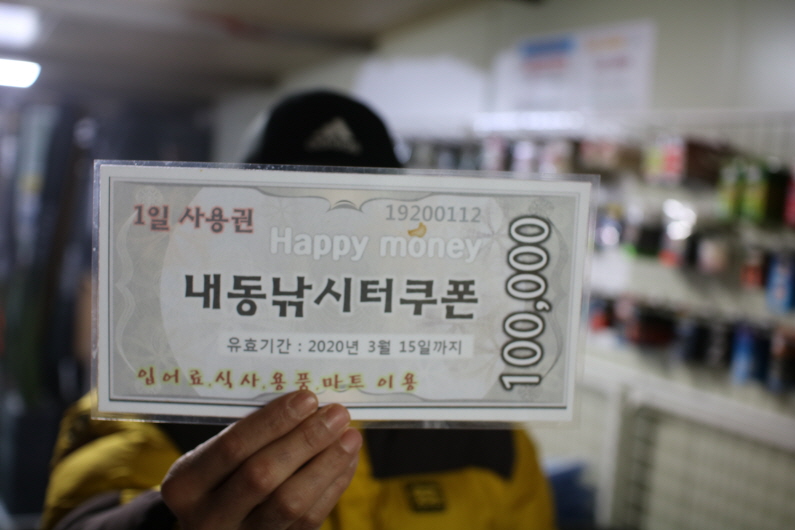 1일 사용권
19200112
Happy money
내동낚시터쿠폰
100,000
유효기간 : 2020년 3월 15일까지
입어료.식사.용품.마트 이용